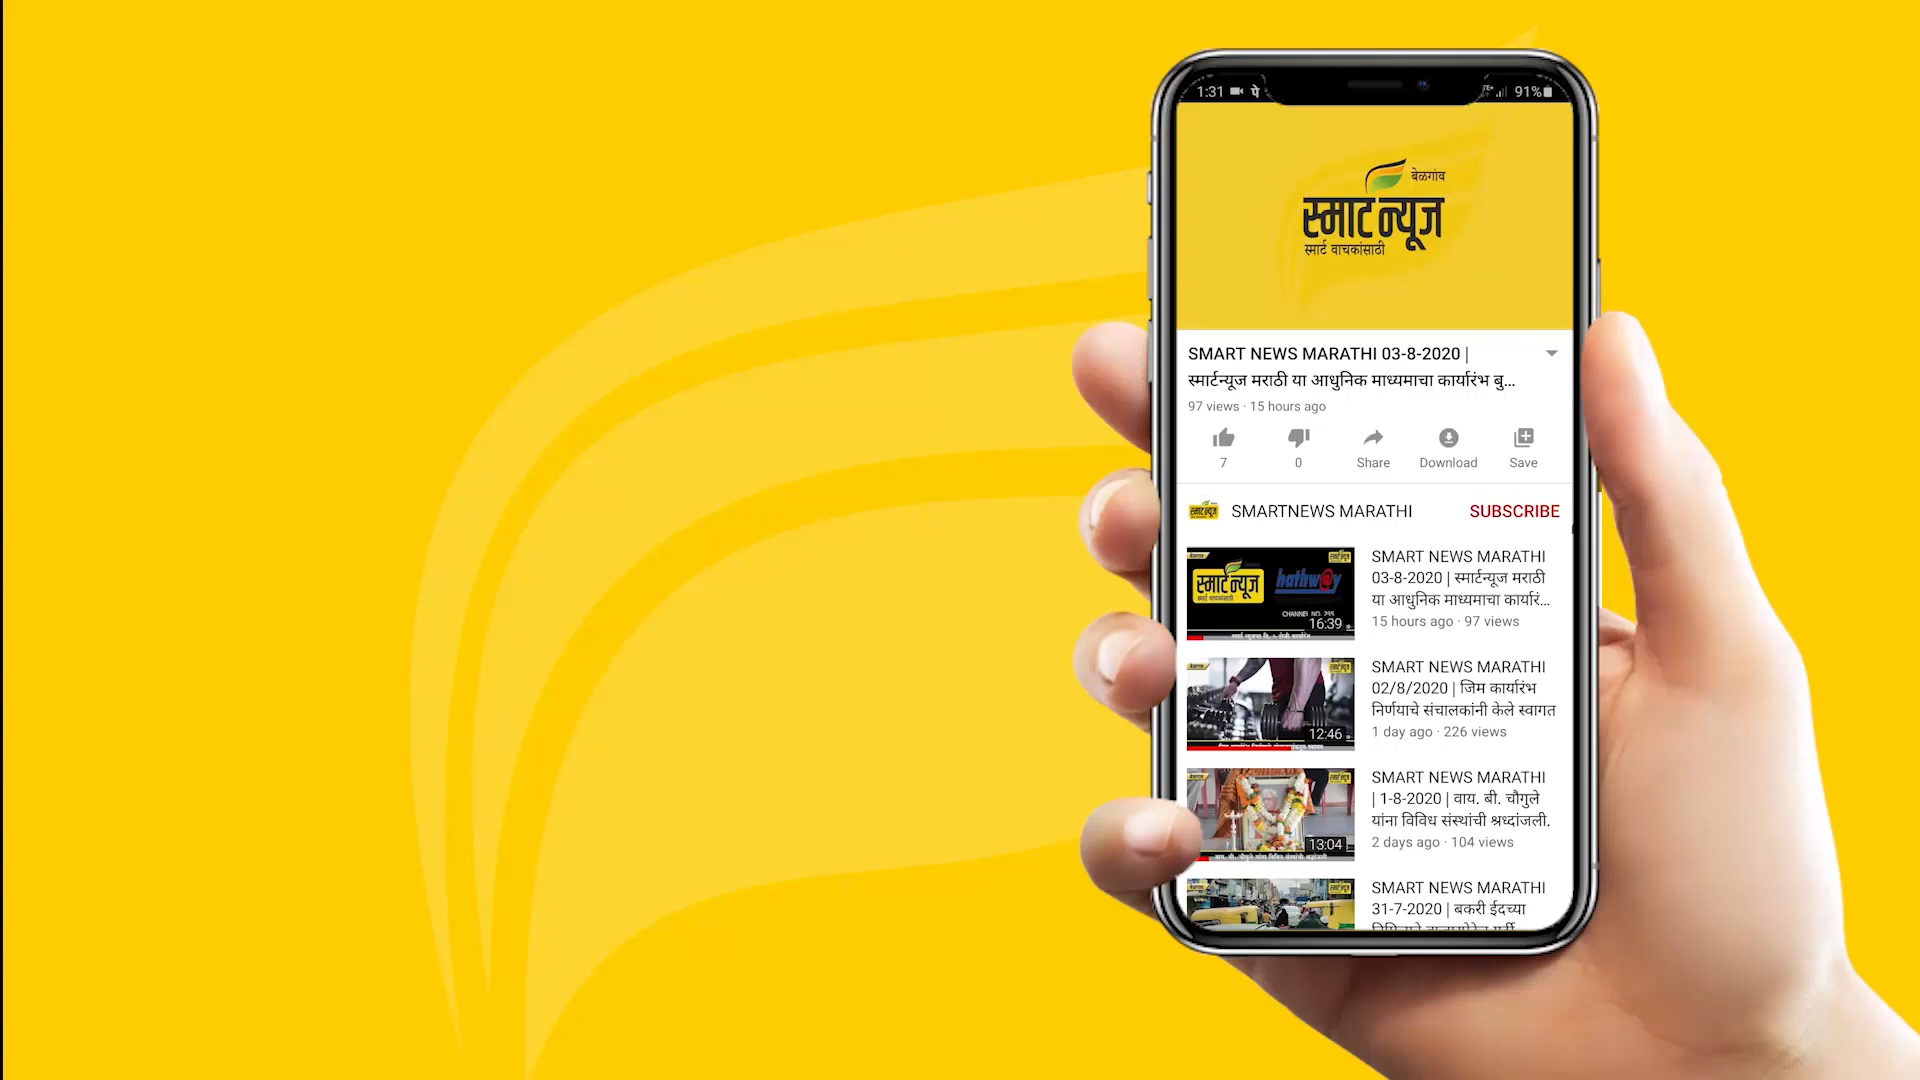 1:31
91%
बेळगांव
स्मार्ट न्यूज
स्मार्ट वाचकांसाठी
SMART NEWS MARATHI 03-8-2020 |
स्मार्टन्यूज मराठी या आधुनिक माध्यमाचा कार्यारंभ बु...
97 views · 15 hours ago
7
0
Share
Download
Save
स्मार्ट न्यूज
SMARTNEWS MARATHI
SUBSCRIBE
स्मार्ट न्यूज
hathw@y
CHANNEL NO. 295
16:39
SMART NEWS MARATHI
03-8-2020 | स्मार्टन्यूज मराठी
या आधुनिक माध्यमाचा कार्यारं...
15 hours ago · 97 views
12:46
SMART NEWS MARATHI
02/8/2020 | जिम कार्यारंभ
निर्णयाचे संचालकांनी केले स्वागत
1 day ago · 226 views
13:04
SMART NEWS MARATHI
| 1-8-2020 | वाय. बी. चौगुले
यांना विविध संस्थांची श्रध्दांजली.
2 days ago · 104 views
SMART NEWS MARATHI
31-7-2020 | बकरी ईदच्या